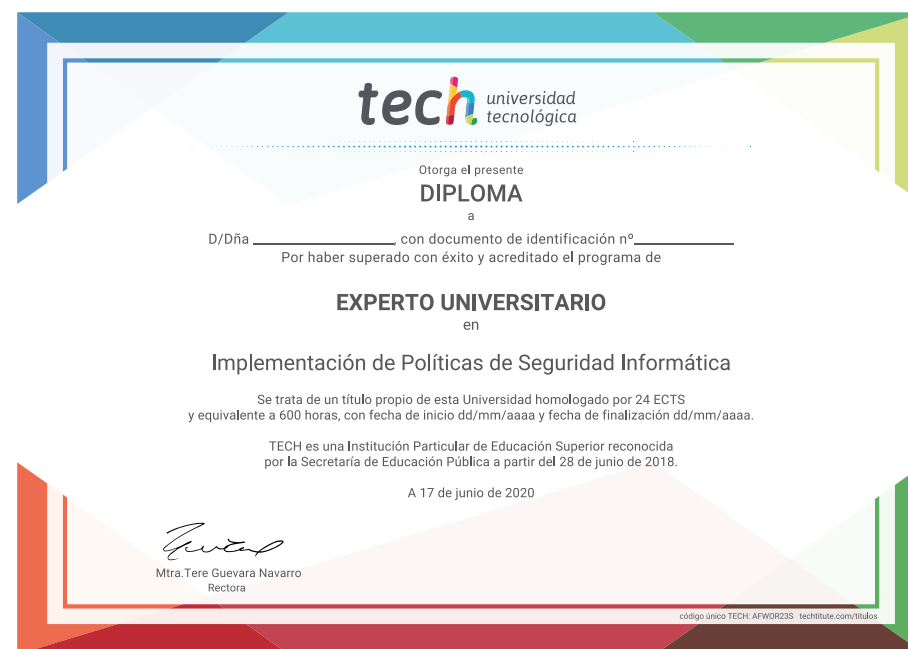 tech universidad
tecnológica
Otorga el presente
DIPLOMA
a
D/Dña ________________, con documento de identificación nº____________
Por haber superado con éxito y acreditado el programa de
EXPERTO UNIVERSITARIO
en
Implementación de Políticas de Seguridad Informática
Se trata de un título propio de esta Universidad homologado por 24 ECTS
y equivalente a 600 horas, con fecha de inicio dd/mm/aaaa y fecha de finalización dd/mm/aaaa.
TECH es una Institución Particular de Educación Superior reconocida
por la Secretaría de Educación Pública a partir del 28 de junio de 2018.
A 17 de junio de 2020
Mtra.Tere Guevara Navarro
Rectora
código único TECH: AFWOR23S techtitute.com/titulos